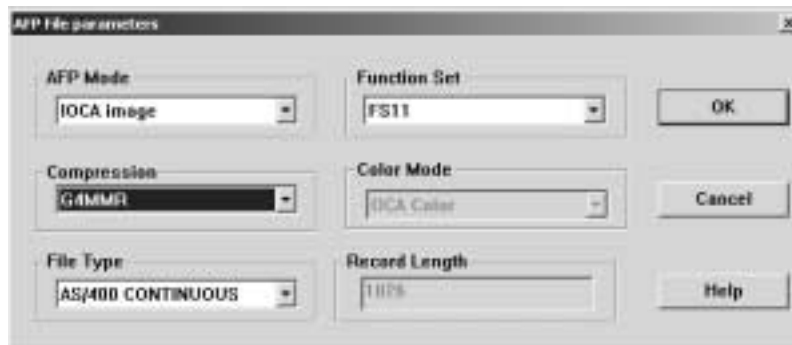 AFP File parameters
AFP Mode
IOCA image
Function Set
FS11
OK
Compression
G4MMR
Color Mode
OCA Color
Cancel
File Type
AS/400 CONTINUOUS
Record Length
Help